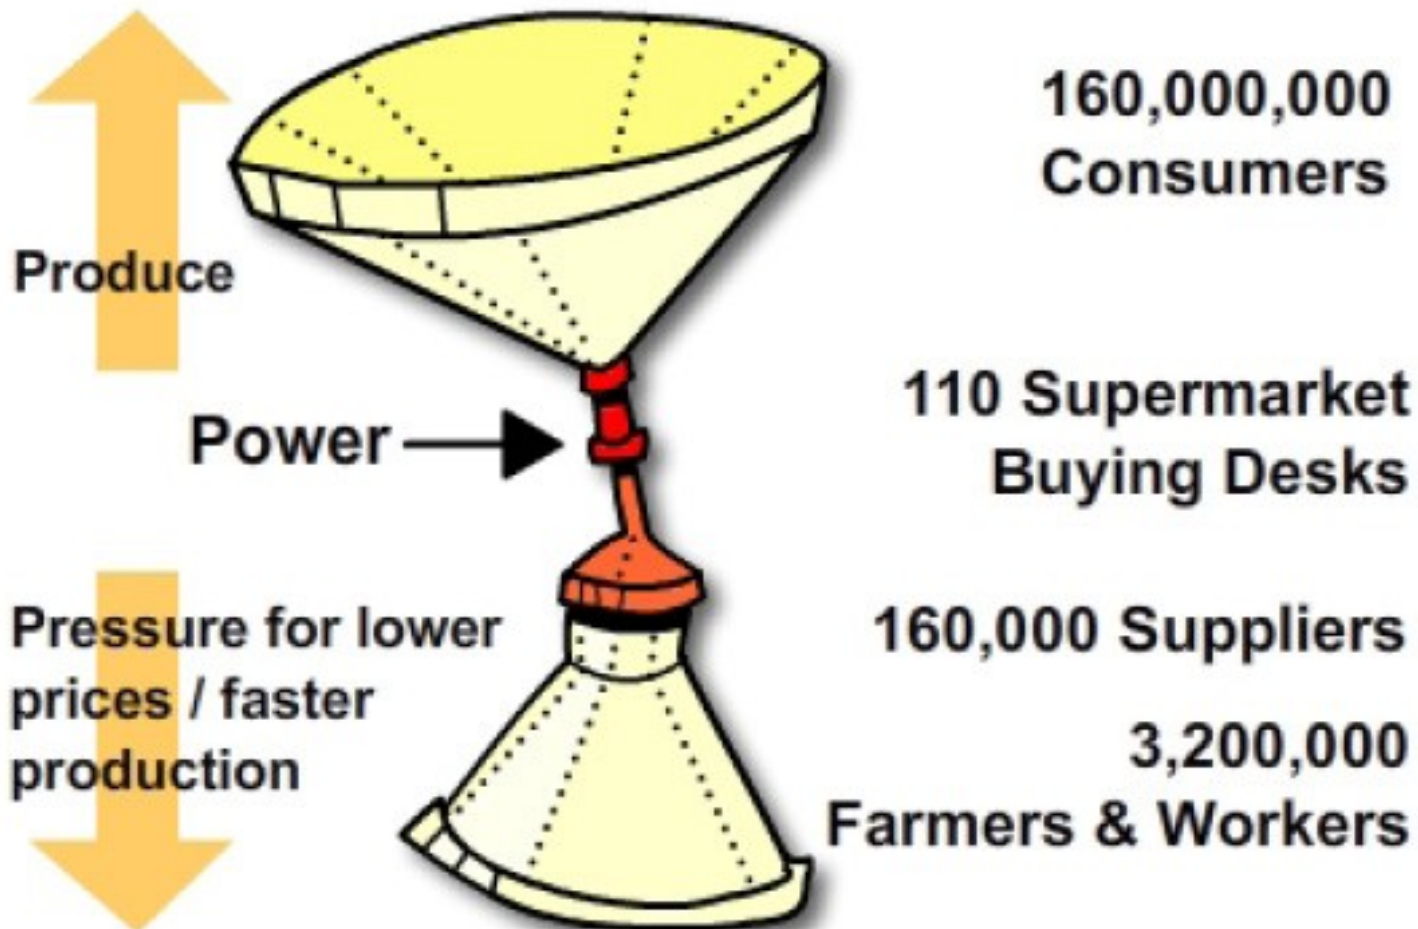 160,000,000
Consumers
Produce
110 Supermarket
Buying Desks
Power
Pressure for lower
prices / faster
production
160,000 Suppliers
3,200,000
Farmers & Workers